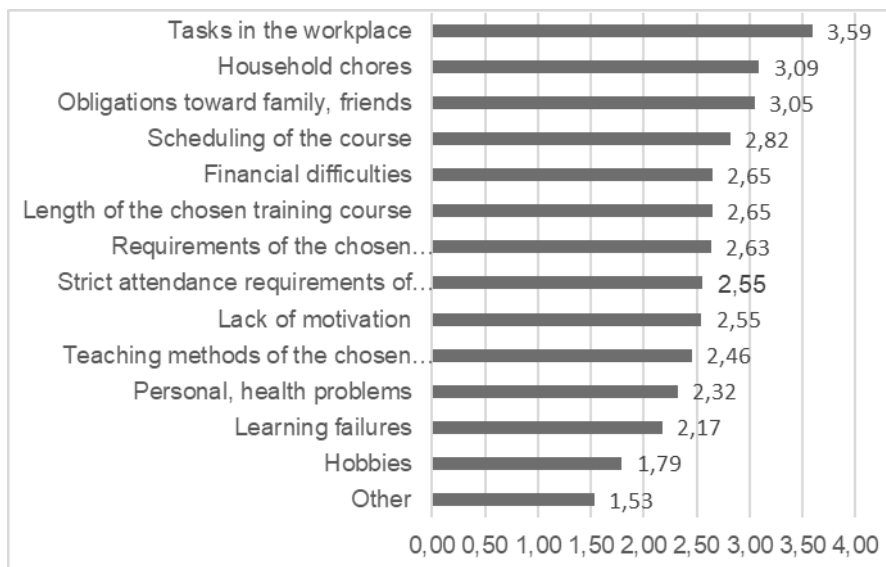 Tasks in the workplace 3,59
Household chores 3,09
Obligations toward family, friends 3,05
Scheduling of the course 2,82
Financial difficulties 2,65
Length of the chosen training course 2,65
Requirements of the chosen... 2,63
Strict attendance requirements of... 2,55
Lack of motivation 2,55
Teaching methods of the chosen... 2,46
Personal, health problems 2,32
Learning failures 2,17
Hobbies 1,79
Other 1,53
0,00 0,50 1,00 1,50 2,00 2,50 3,00 3,50 4,00